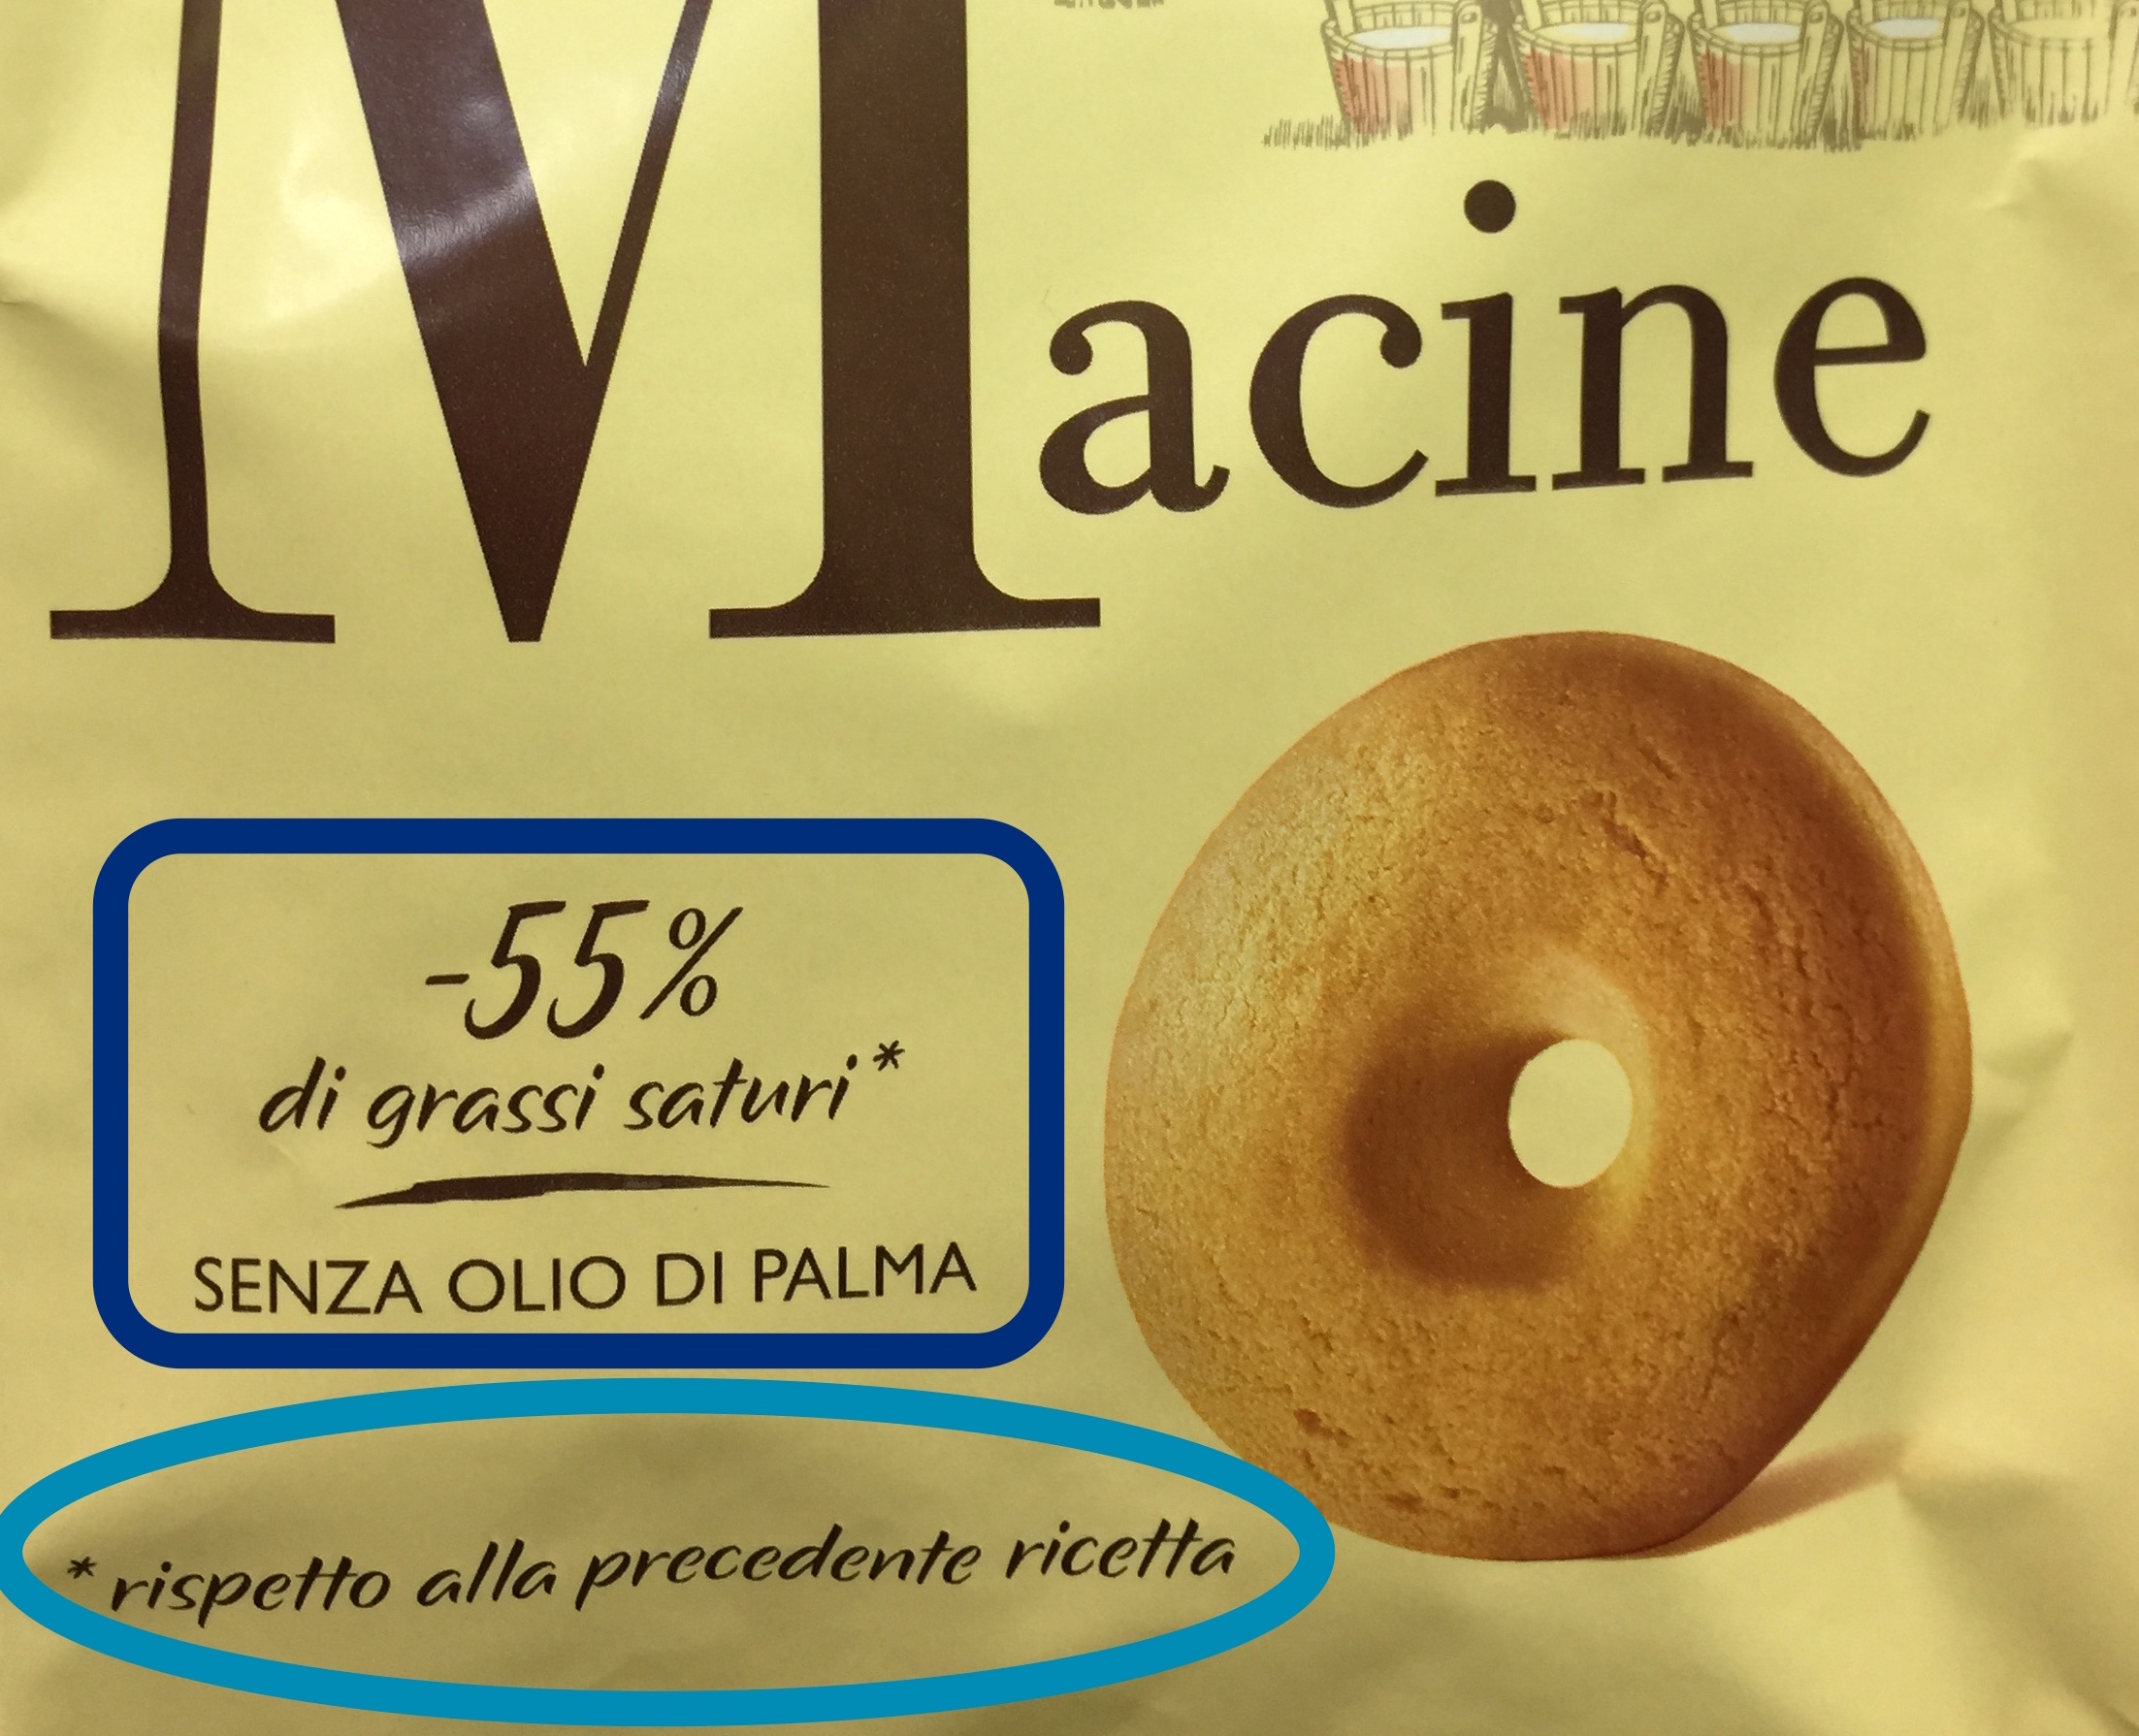 Macine
-55%
di grassi saturi*
SENZA OLIO DI PALMA
*rispetto alla precedente ricetta